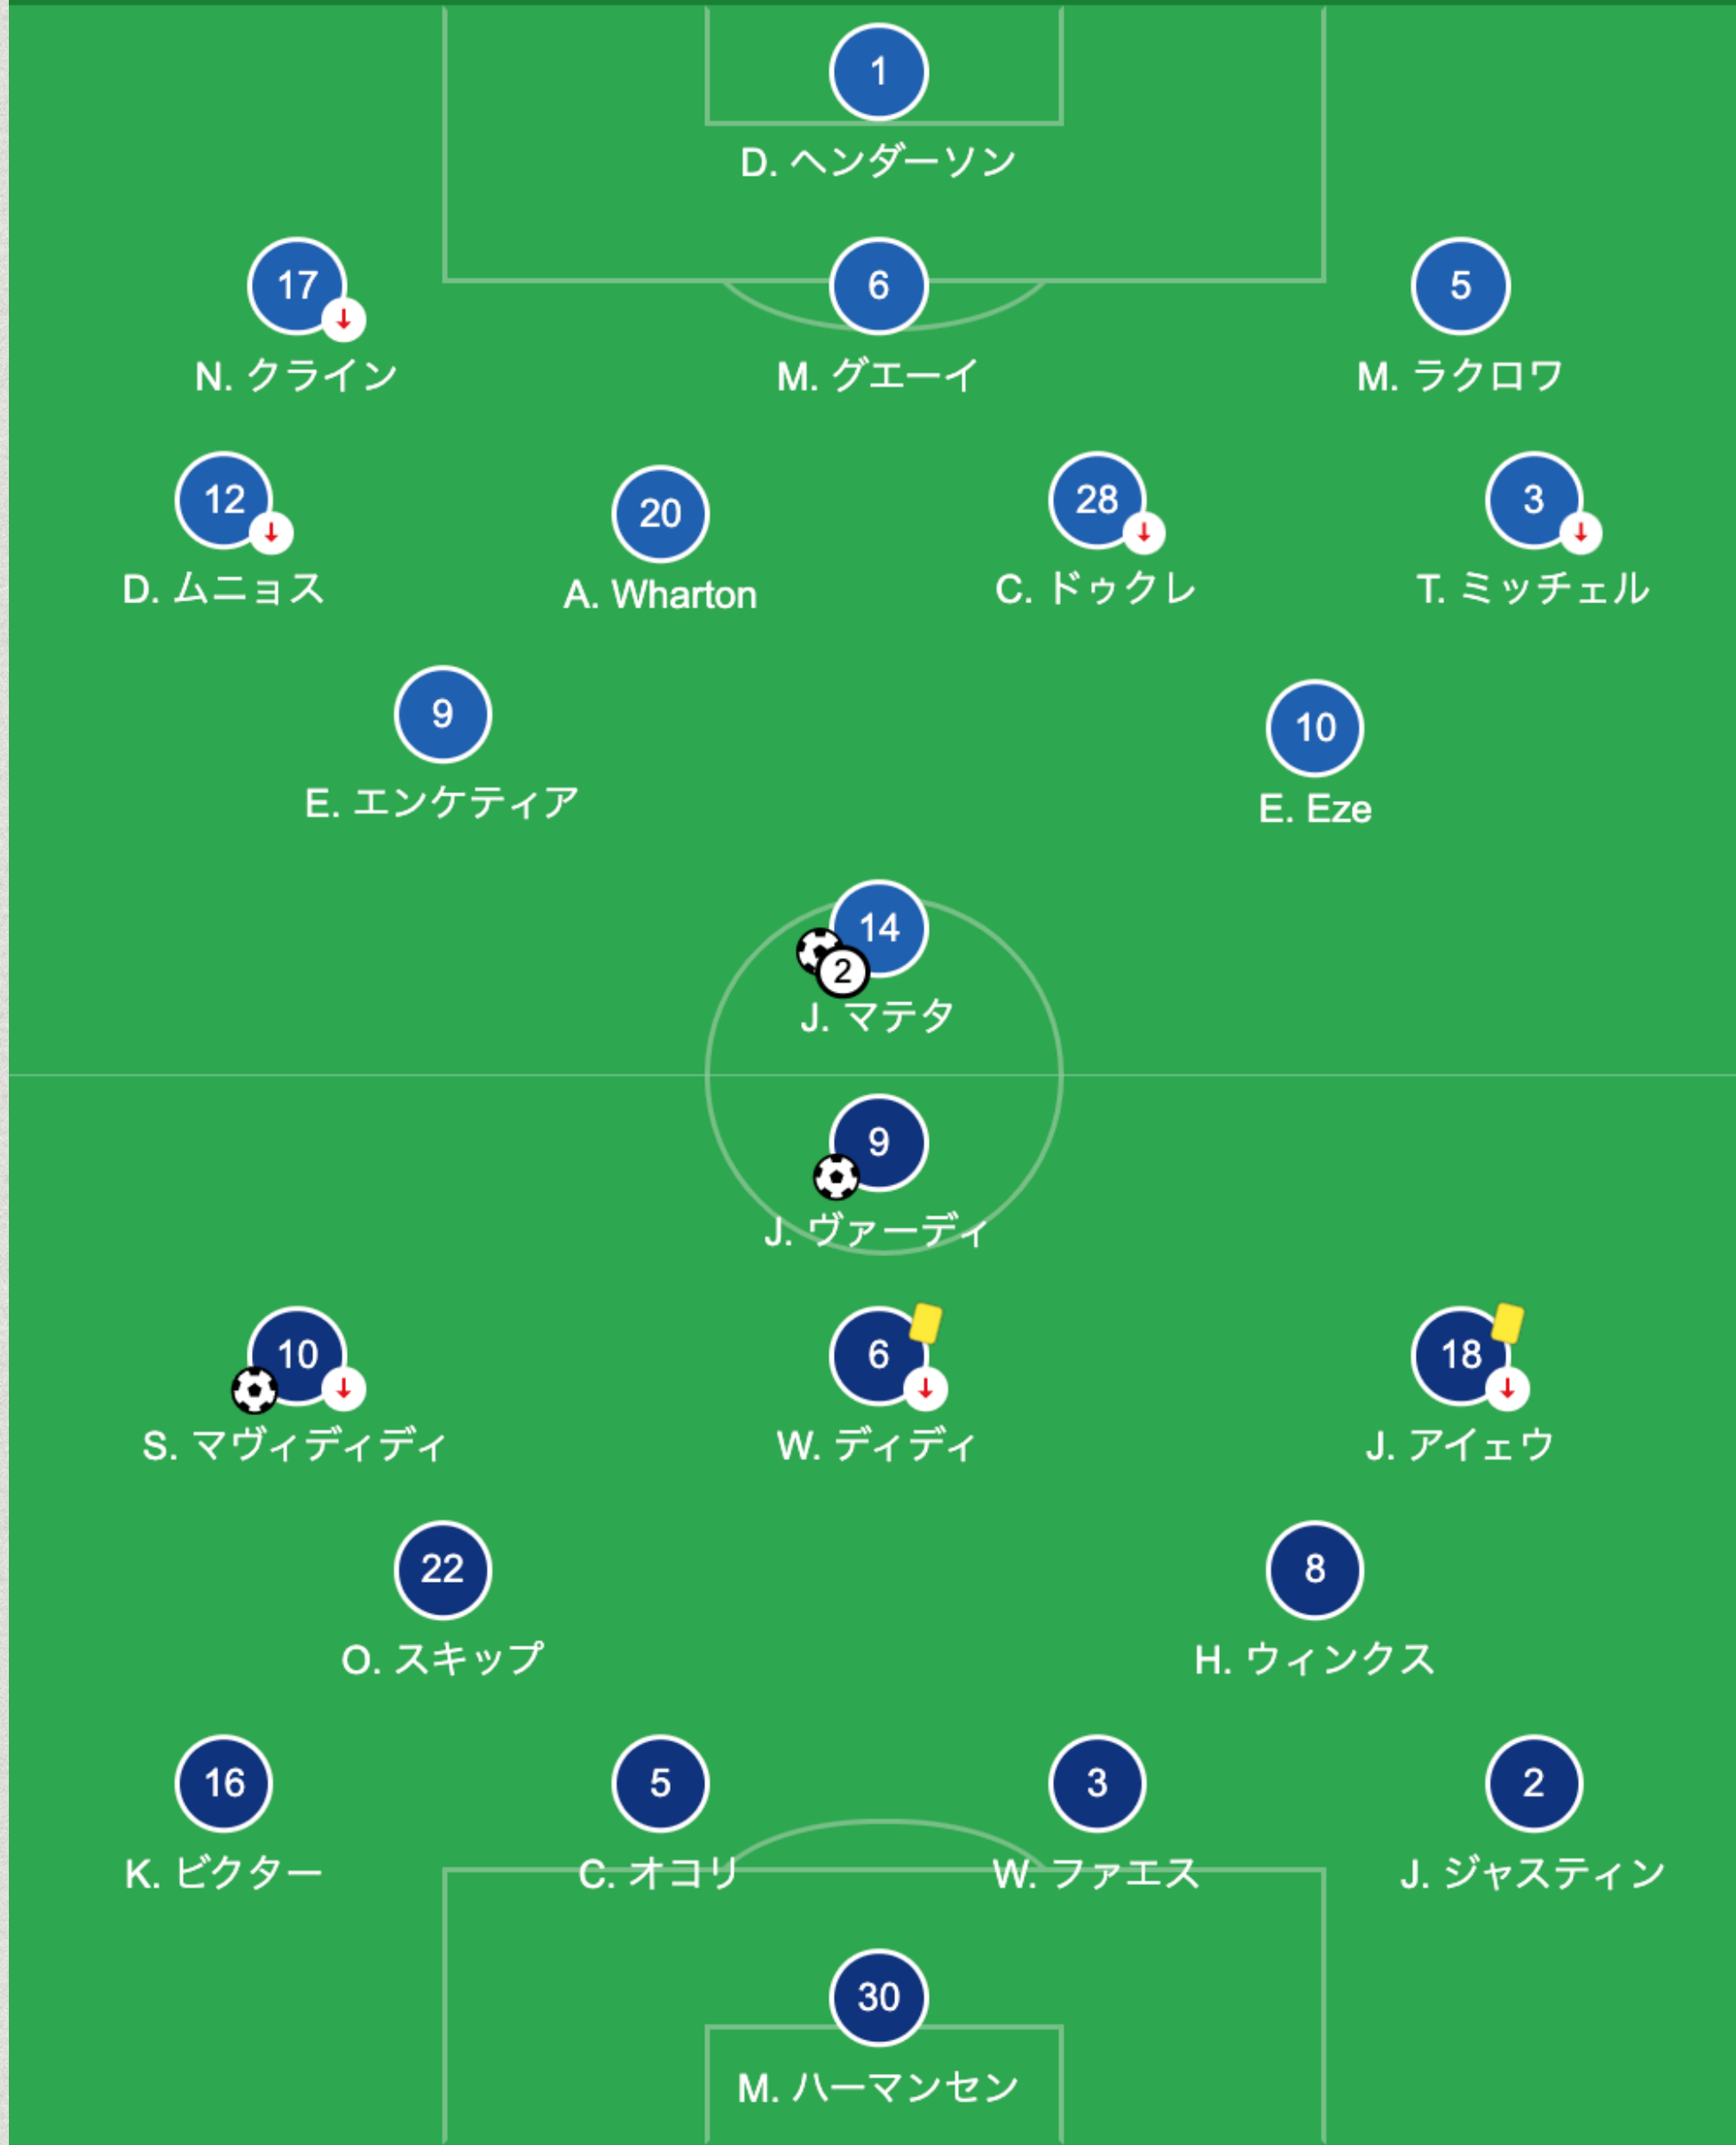 1
D. ヘンダーソン
17 6 5
N. クライン M. グエーイ M. ラクロワ
12 20 28 3
D. ムニョス A. Wharton C. ドゥクレ T. ミッチェル
9 10
E. エンケティア E. Eze
14
2
J. マテタ
9
J. ヴァーディ
10 6 18
S. マヴィディディ W. ディディ J. アイェウ
22 8
O. スキップ H. ウィンクス
16 5 3 2
K. ビクター C. オコリ W. ファエス J. ジャスティン
30
M. ハーマンセン